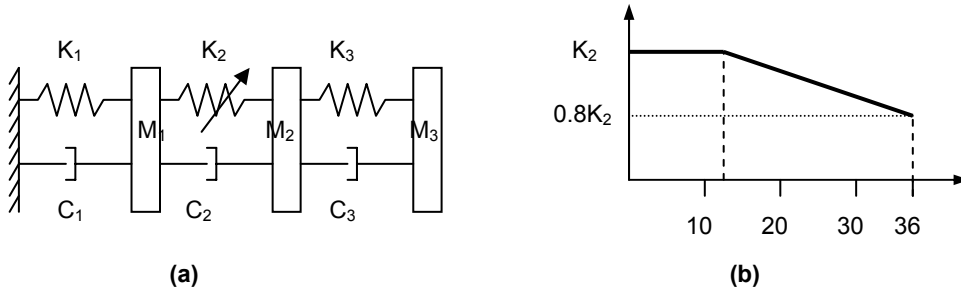 K₁ K₂ K₃
M₁ M₂ M₃
C₁ C₂ C₃
(a)
K₂
0.8K₂
10 20 30 36
(b)